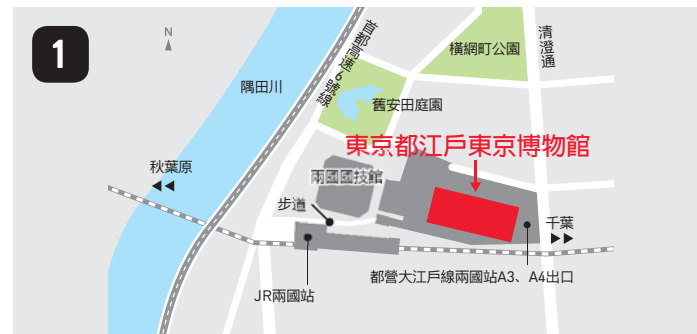 1
N
首都高速6號線
清澄通
橫網町公園
隅田川
舊安田庭園
東京都江戶東京博物館
秋葉原
兩國國技館
步道
千葉
都營大江戶線兩國站A3、A4出口
JR兩國站